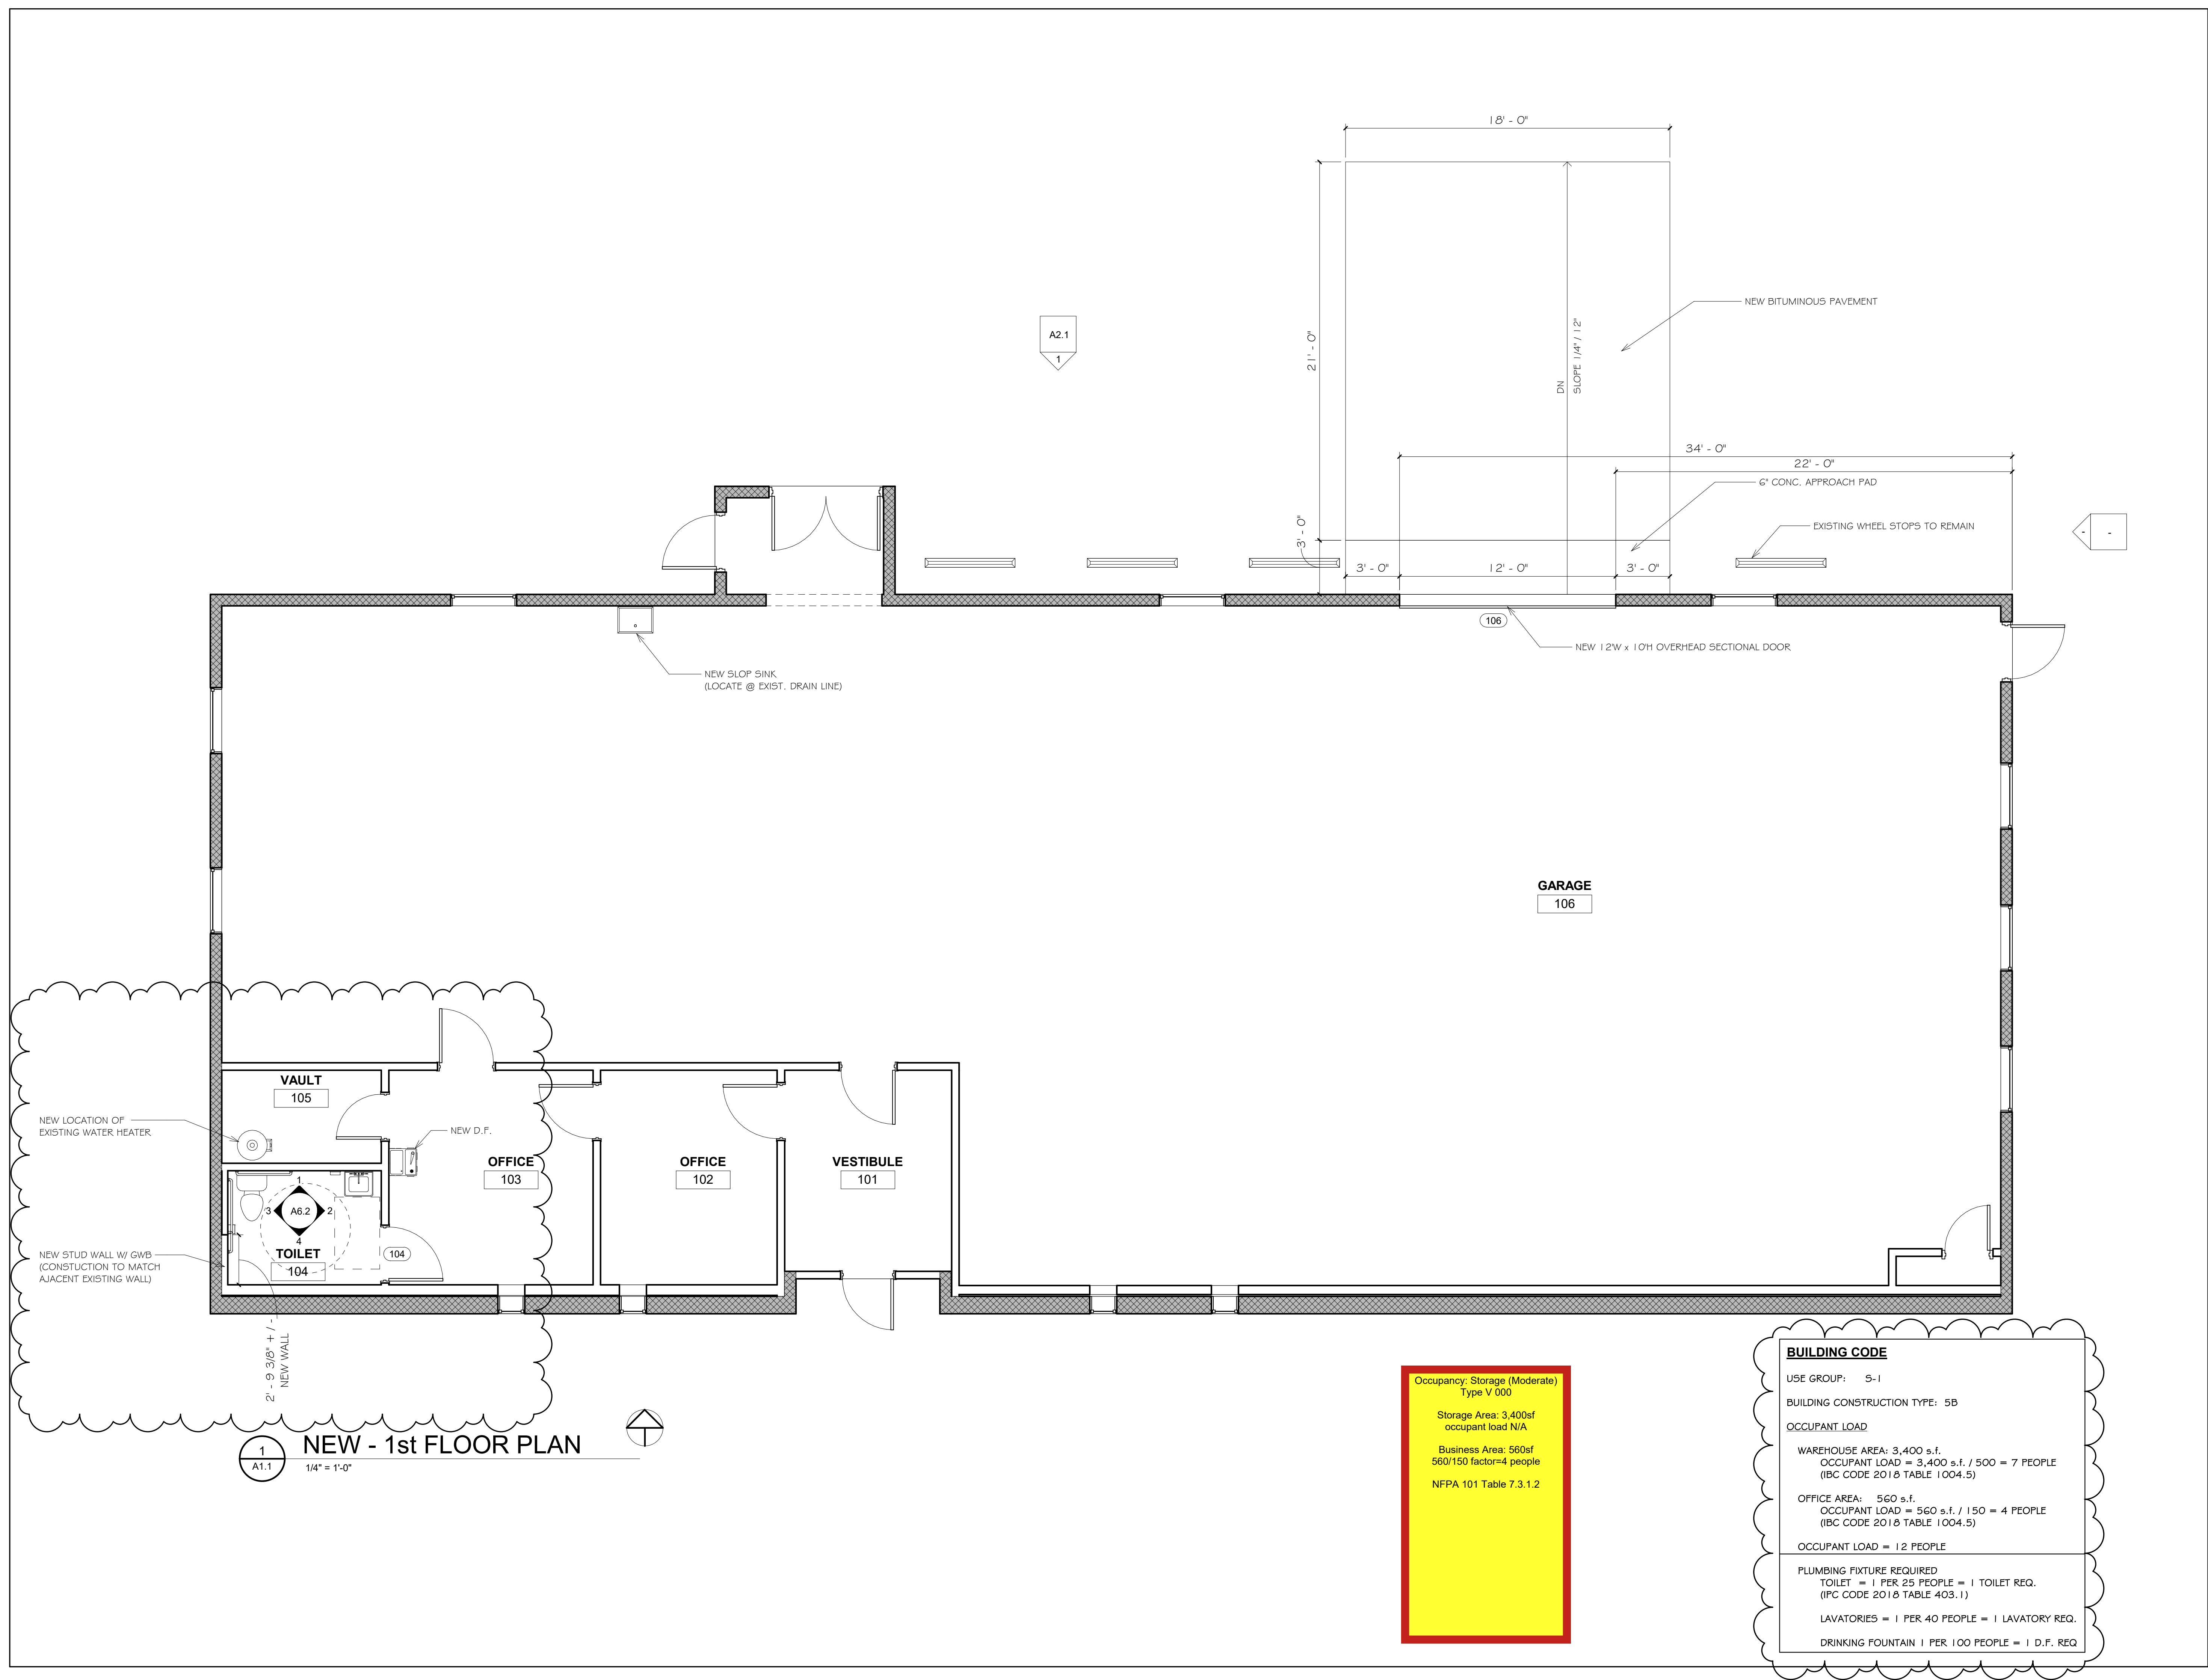 18' - 0"
21' - 0"
DN
SLOPE 1/4" / 12"
NEW BITUMINOUS PAVEMENT
A2.1
1
34' - 0"
22' - 0"
6" CONC. APPROACH PAD
3' - 0"
EXISTING WHEEL STOPS TO REMAIN
-
-
3' - 0"
12' - 0"
3' - 0"
106
NEW 12'W x 10'H OVERHEAD SECTIONAL DOOR
NEW SLOP SINK
(LOCATE @ EXIST. DRAIN LINE)
GARAGE
106
VAULT
105
NEW LOCATION OF
EXISTING WATER HEATER
NEW D.F.
OFFICE
103
OFFICE
102
VESTIBULE
101
1
3
A6.2
2
4
TOILET
104
104
NEW STUD WALL W/ GWB
(CONSTUCTION TO MATCH
AJACENT EXISTING WALL)
2' - 9 3/8" + / -
NEW WALL
1
A1.1
NEW - 1st FLOOR PLAN
1/4" = 1'-0"
Occupancy: Storage (Moderate)
Type V 000
Storage Area: 3,400sf
occupant load N/A
Business Area: 560sf
560/150 factor=4 people
NFPA 101 Table 7.3.1.2
BUILDING CODE
USE GROUP: S-1
BUILDING CONSTRUCTION TYPE: 5B
OCCUPANT LOAD
WAREHOUSE AREA: 3,400 s.f.
OCCUPANT LOAD = 3,400 s.f. / 500 = 7 PEOPLE
(IBC CODE 2018 TABLE 1004.5)
OFFICE AREA: 560 s.f.
OCCUPANT LOAD = 560 s.f. / 150 = 4 PEOPLE
(IBC CODE 2018 TABLE 1004.5)
OCCUPANT LOAD = 12 PEOPLE
PLUMBING FIXTURE REQUIRED
TOILET = 1 PER 25 PEOPLE = 1 TOILET REQ.
(IPC CODE 2018 TABLE 403.1)
LAVATORIES = 1 PER 40 PEOPLE = 1 LAVATORY REQ.
DRINKING FOUNTAIN 1 PER 100 PEOPLE = 1 D.F. REQ